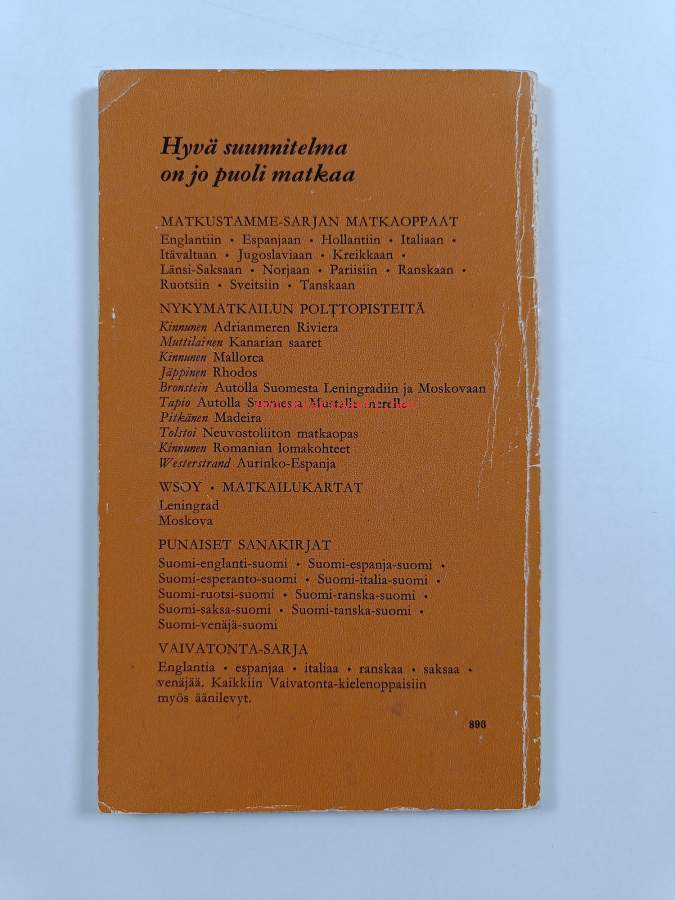 Hyvä suunnitelma
on jo puoli matkaa
MATKUSTAMME-SARJAN MATKAOPPAAT
Englantiin • Espanjaan • Hollantiin • Italiaan •
Itävaltaan • Jugoslaviaan • Kreikkaan •
Länsi-Saksaan • Norjaan • Pariisiin • Ranskaan •
Ruotsiin • Sveitsiin • Tanskaan
NYKYMATKAILUN POLTTOPISTEITÄ
Kinnunen Adrianmeren Riviera
Muttilainen Kanarian saaret
Kinnunen Mallorca
Jäppinen Rhodos
Bronstein Autolla Suomesta Leningradiin ja Moskovaan
Tapio Autolla Suomesta Mustalle merelle
Pitkänen Madeira
Tolstoi Neuvostoliiton matkaopas
Kinnunen Romanian lomakohteet
Westerstrand Aurinko-Espanja
WSOY • MATKAILUKARTAT
Leningrad
Moskova
PUNAISET SANAKIRJAT
Suomi-englanti-suomi • Suomi-espanja-suomi •
Suomi-esperanto-suomi • Suomi-italia-suomi •
Suomi-ruotsi-suomi • Suomi-ranska-suomi •
Suomi-saksa-suomi • Suomi-tanska-suomi •
Suomi-venäjä-suomi
VAIVATONTA-SARJA
Englantia • espanjaa • italiaa • ranskaa • saksaa •
venäjää. Kaikkiin Vaivatonta-kielenoppaisiin
myös äänilevyt.
896